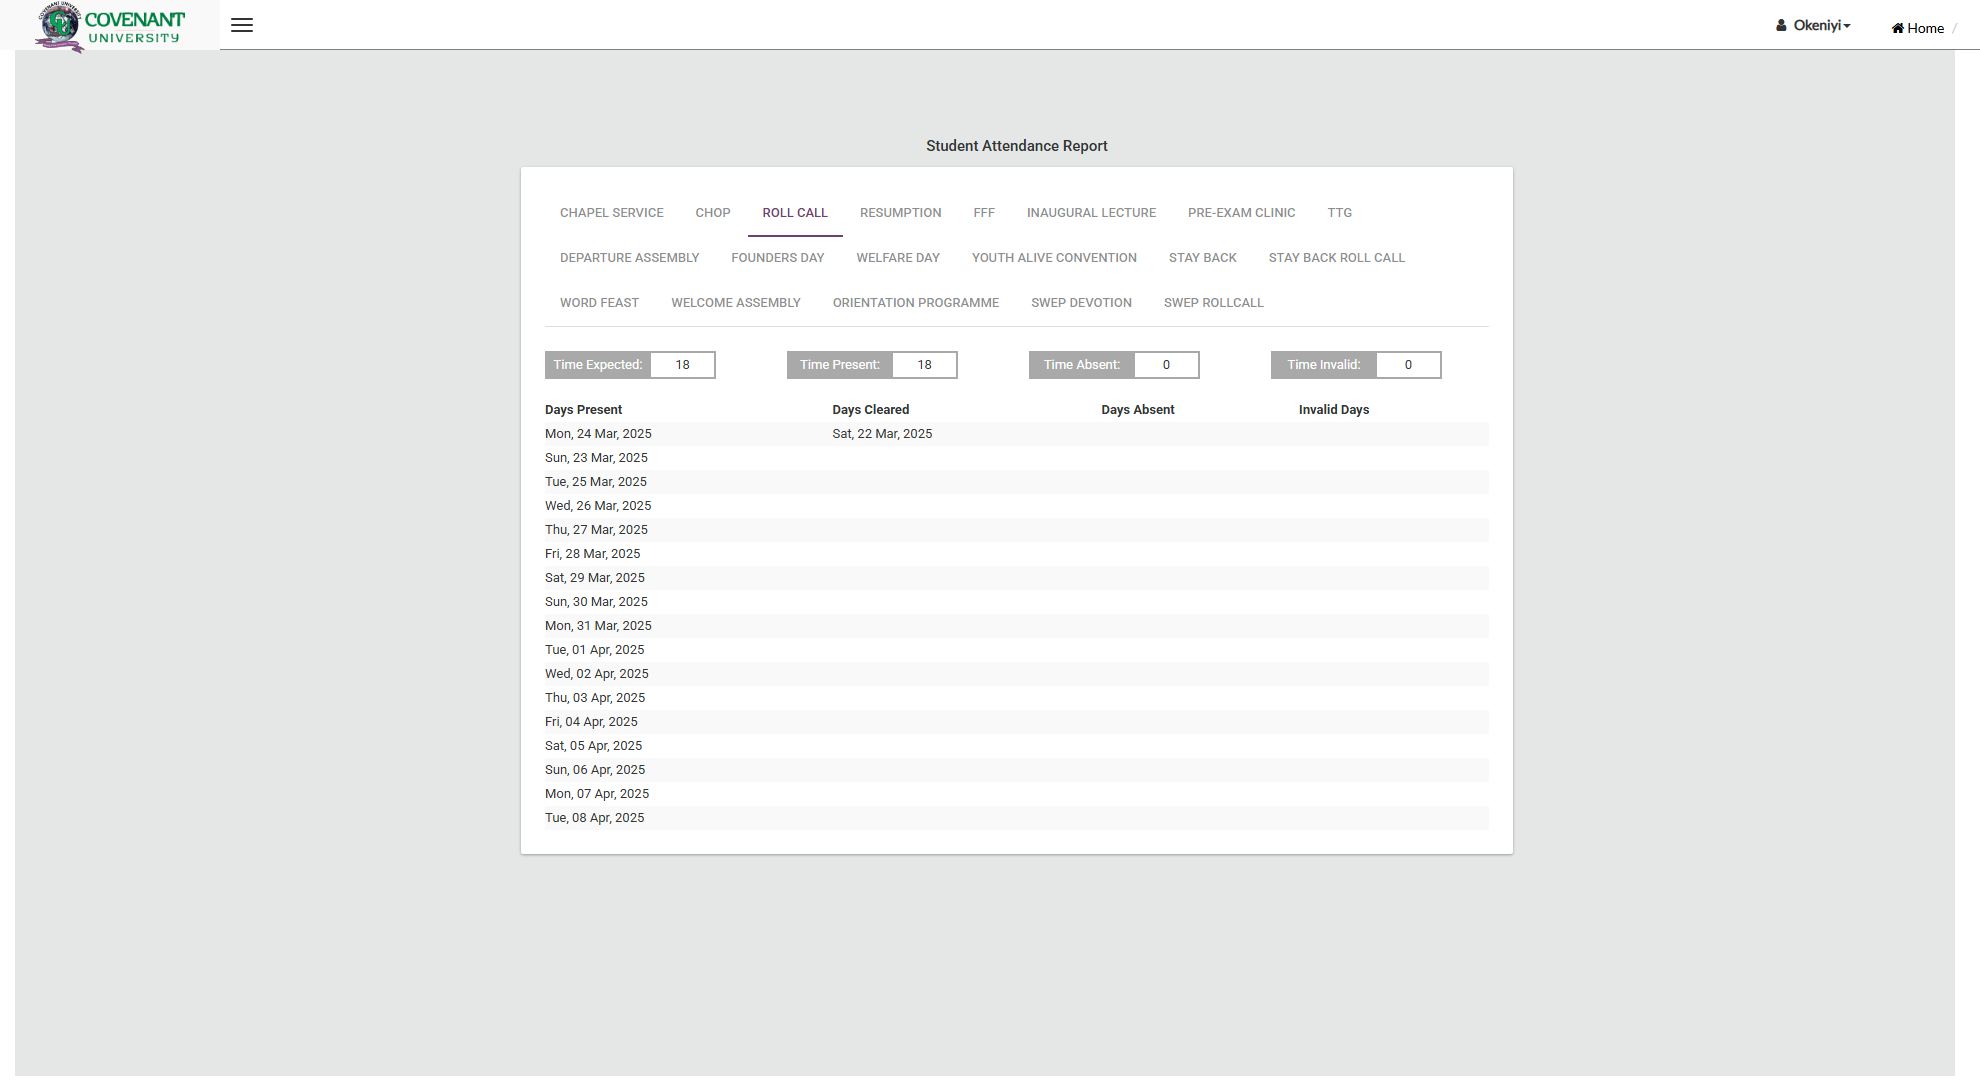 COVENANT
UNIVERSITY
Okeniyi
Home /
Student Attendance Report
CHAPEL SERVICE CHOP ROLL CALL RESUMPTION FFF INAUGURAL LECTURE PRE-EXAM CLINIC TTG
DEPARTURE ASSEMBLY FOUNDERS DAY WELFARE DAY YOUTH ALIVE CONVENTION STAY BACK STAY BACK ROLL CALL
WORD FEAST WELCOME ASSEMBLY ORIENTATION PROGRAMME SWEP DEVOTION SWEP ROLLCALL
Time Expected: 18 Time Present: 18 Time Absent: 0 Time Invalid: 0
Days Present Days Cleared Days Absent Invalid Days
Mon, 24 Mar, 2025 Sat, 22 Mar, 2025
Sun, 23 Mar, 2025
Tue, 25 Mar, 2025
Wed, 26 Mar, 2025
Thu, 27 Mar, 2025
Fri, 28 Mar, 2025
Sat, 29 Mar, 2025
Sun, 30 Mar, 2025
Mon, 31 Mar, 2025
Tue, 01 Apr, 2025
Wed, 02 Apr, 2025
Thu, 03 Apr, 2025
Fri, 04 Apr, 2025
Sat, 05 Apr, 2025
Sun, 06 Apr, 2025
Mon, 07 Apr, 2025
Tue, 08 Apr, 2025